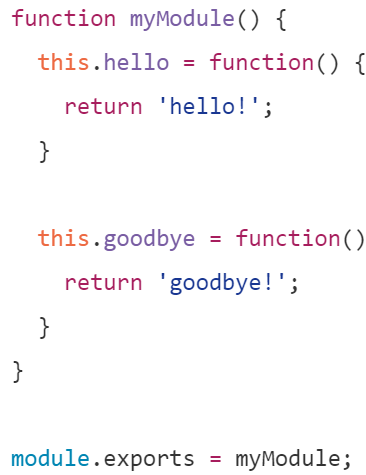 function myModule() {
  this.hello = function() {
    return 'hello!';
  }

  this.goodbye = function()
    return 'goodbye!';
  }
}

module.exports = myModule;